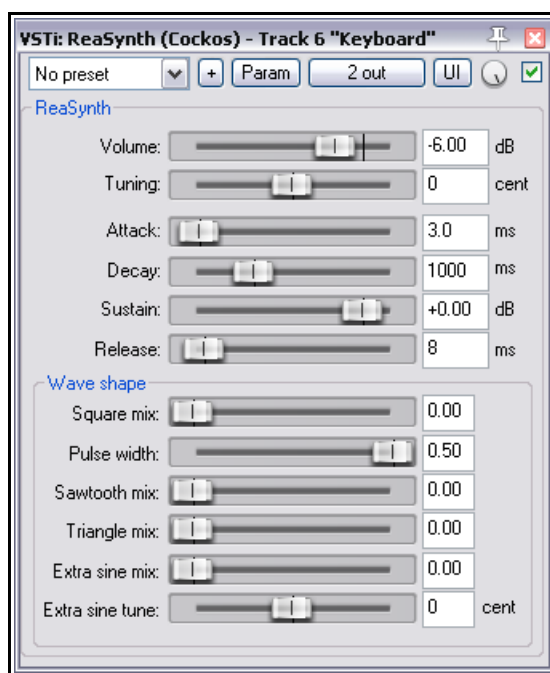 VSTi: ReaSynth (Cockos) - Track 6 "Keyboard"
No preset + Param 2 out UI
ReaSynth
Volume: -6.00 dB
Tuning: 0 cent
Attack: 3.0 ms
Decay: 1000 ms
Sustain: +0.00 dB
Release: 8 ms
Wave shape
Square mix: 0.00
Pulse width: 0.50
Sawtooth mix: 0.00
Triangle mix: 0.00
Extra sine mix: 0.00
Extra sine tune: 0 cent